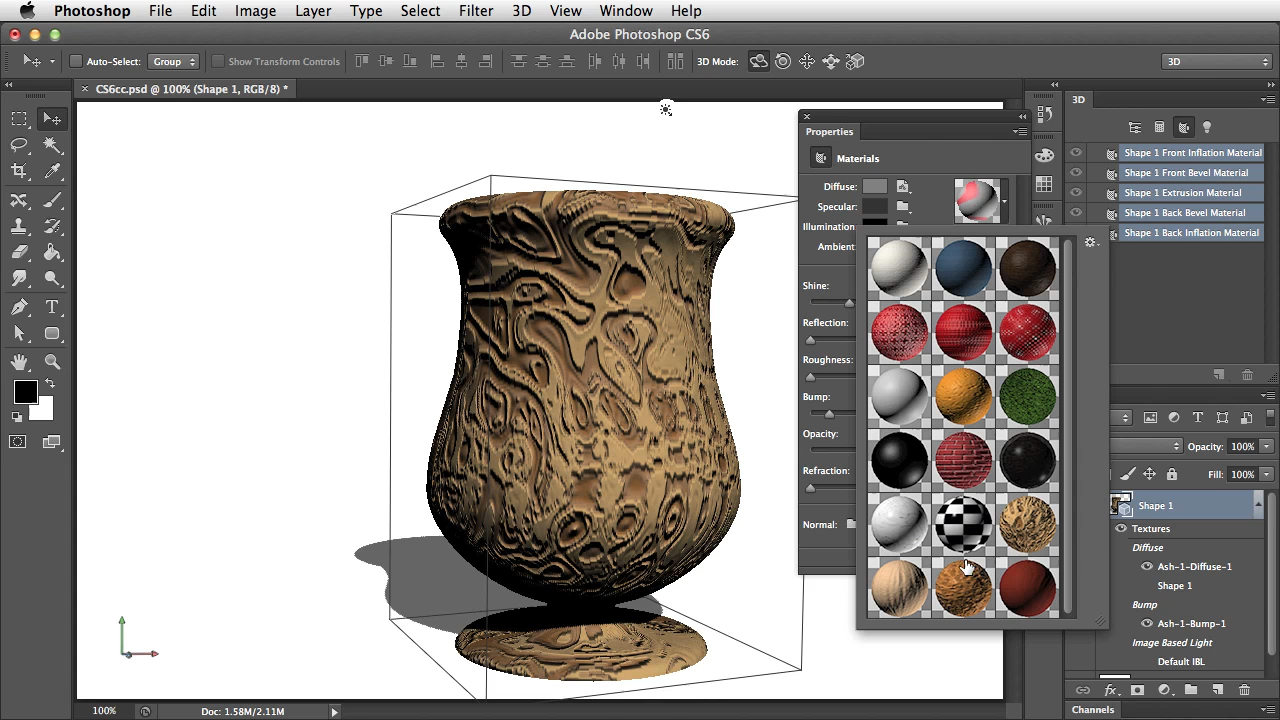 Photoshop File Edit Image Layer Type Select Filter 3D View Window Help
Adobe Photoshop CS6
Auto-Select: Group Show Transform Controls 3D Mode: 3D
× CS6cc.psd @ 100% (Shape 1, RGB/8) *
3D
Properties
Materials
Shape 1 Front Inflation Material
Shape 1 Front Bevel Material
Shape 1 Extrusion Material
Shape 1 Back Bevel Material
Shape 1 Back Inflation Material
Diffuse:
Specular:
Illumination:
Ambient:
Shine:
Reflection:
Roughness:
Bump:
Opacity:
Refraction:
Normal:
Opacity: 100%
Fill: 100%
Shape 1
Textures
Diffuse
Ash-1-Diffuse-1
Shape 1
Bump
Ash-1-Bump-1
Image Based Light
Default IBL
fx
Channels
100% Doc: 1.58M/2.11M